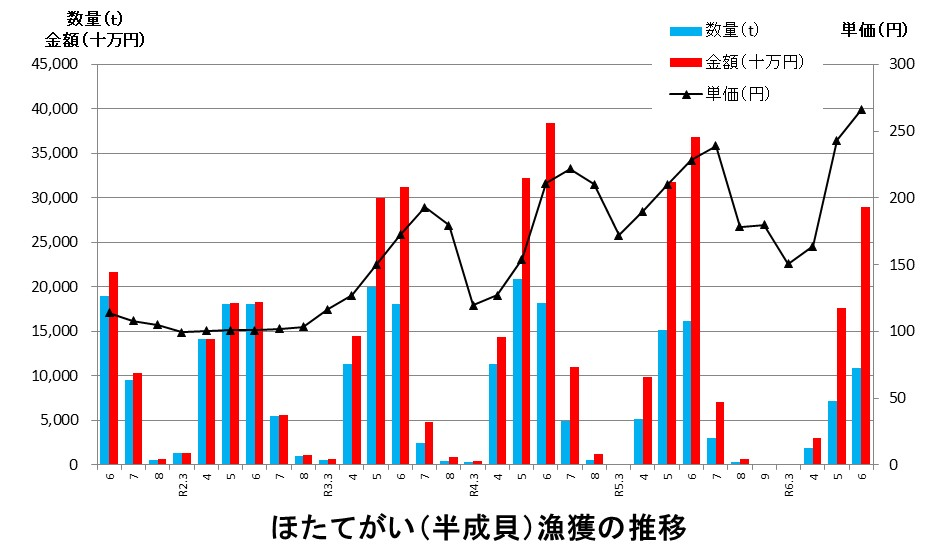 数量(t)
金額(十万円)
単価(円)
数量(t)
金額(十万円)
単価(円)
45,000
40,000
35,000
30,000
25,000
20,000
15,000
10,000
5,000
0
300
250
200
150
100
50
0
6 7 8 R2.3 4 5 6 7 8 R3.3 4 5 6 7 8 R4.3 4 5 6 7 8 R5.3 4 5 6 7 8 9 R6.3 4 5 6
ほたてがい(半成貝)漁獲の推移